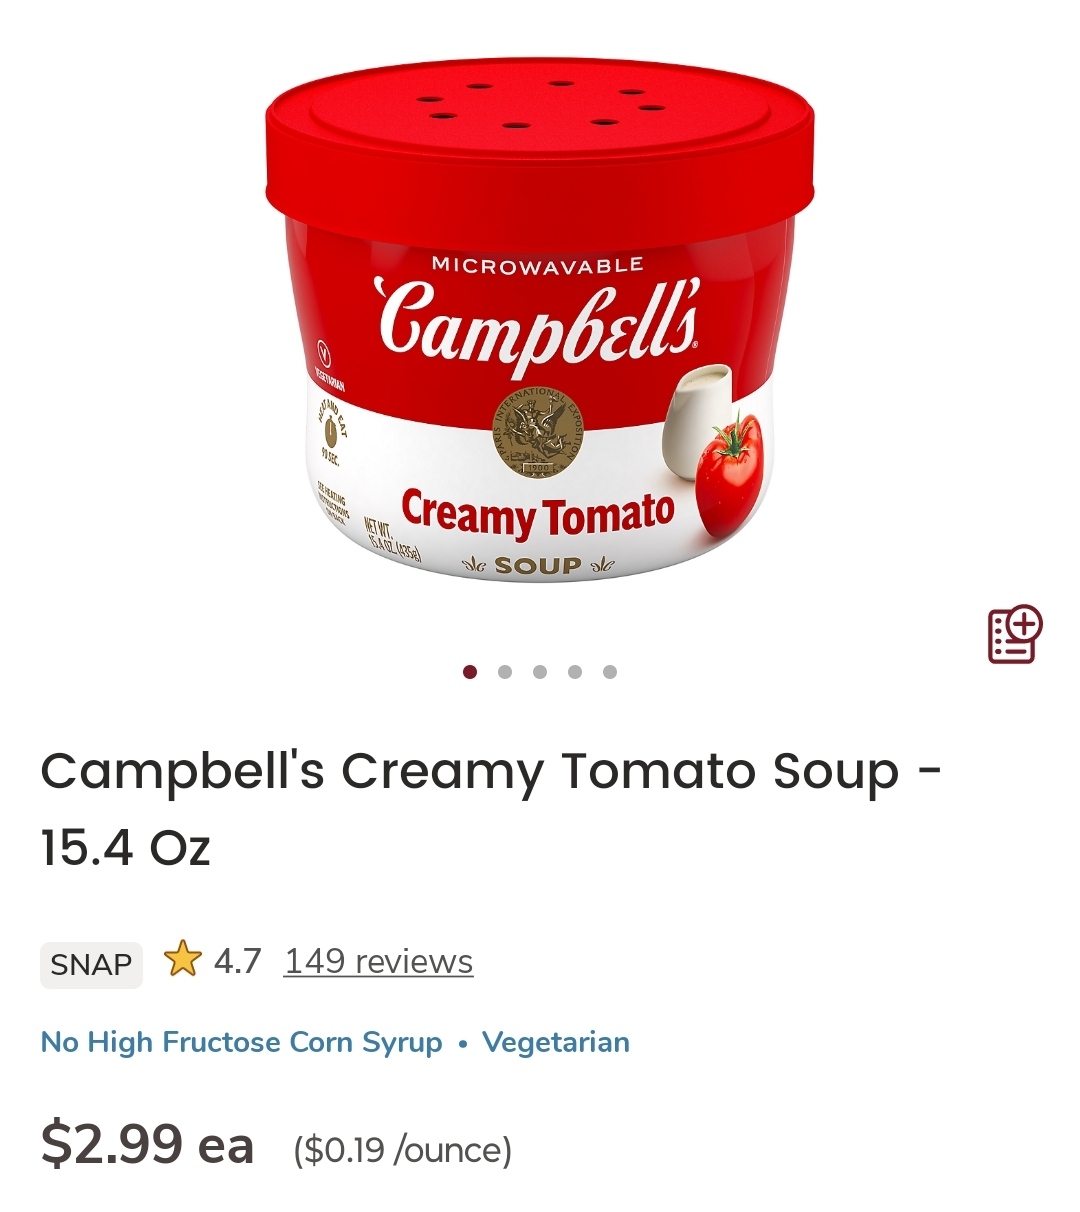 MICROWAVABLE
Campbell's®
VEGETARIAN
HEAT AND EAT
90 SEC.
SEE HEATING
INSTRUCTIONS
ON BACK
PARIS INTERNATIONAL EXPOSITION
1900
Creamy Tomato
NET WT.
15.4 OZ. (435g)
SOUP
Campbell's Creamy Tomato Soup -
15.4 Oz
SNAP
4.7
149 reviews
No High Fructose Corn Syrup • Vegetarian
$2.99 ea
($0.19 /ounce)